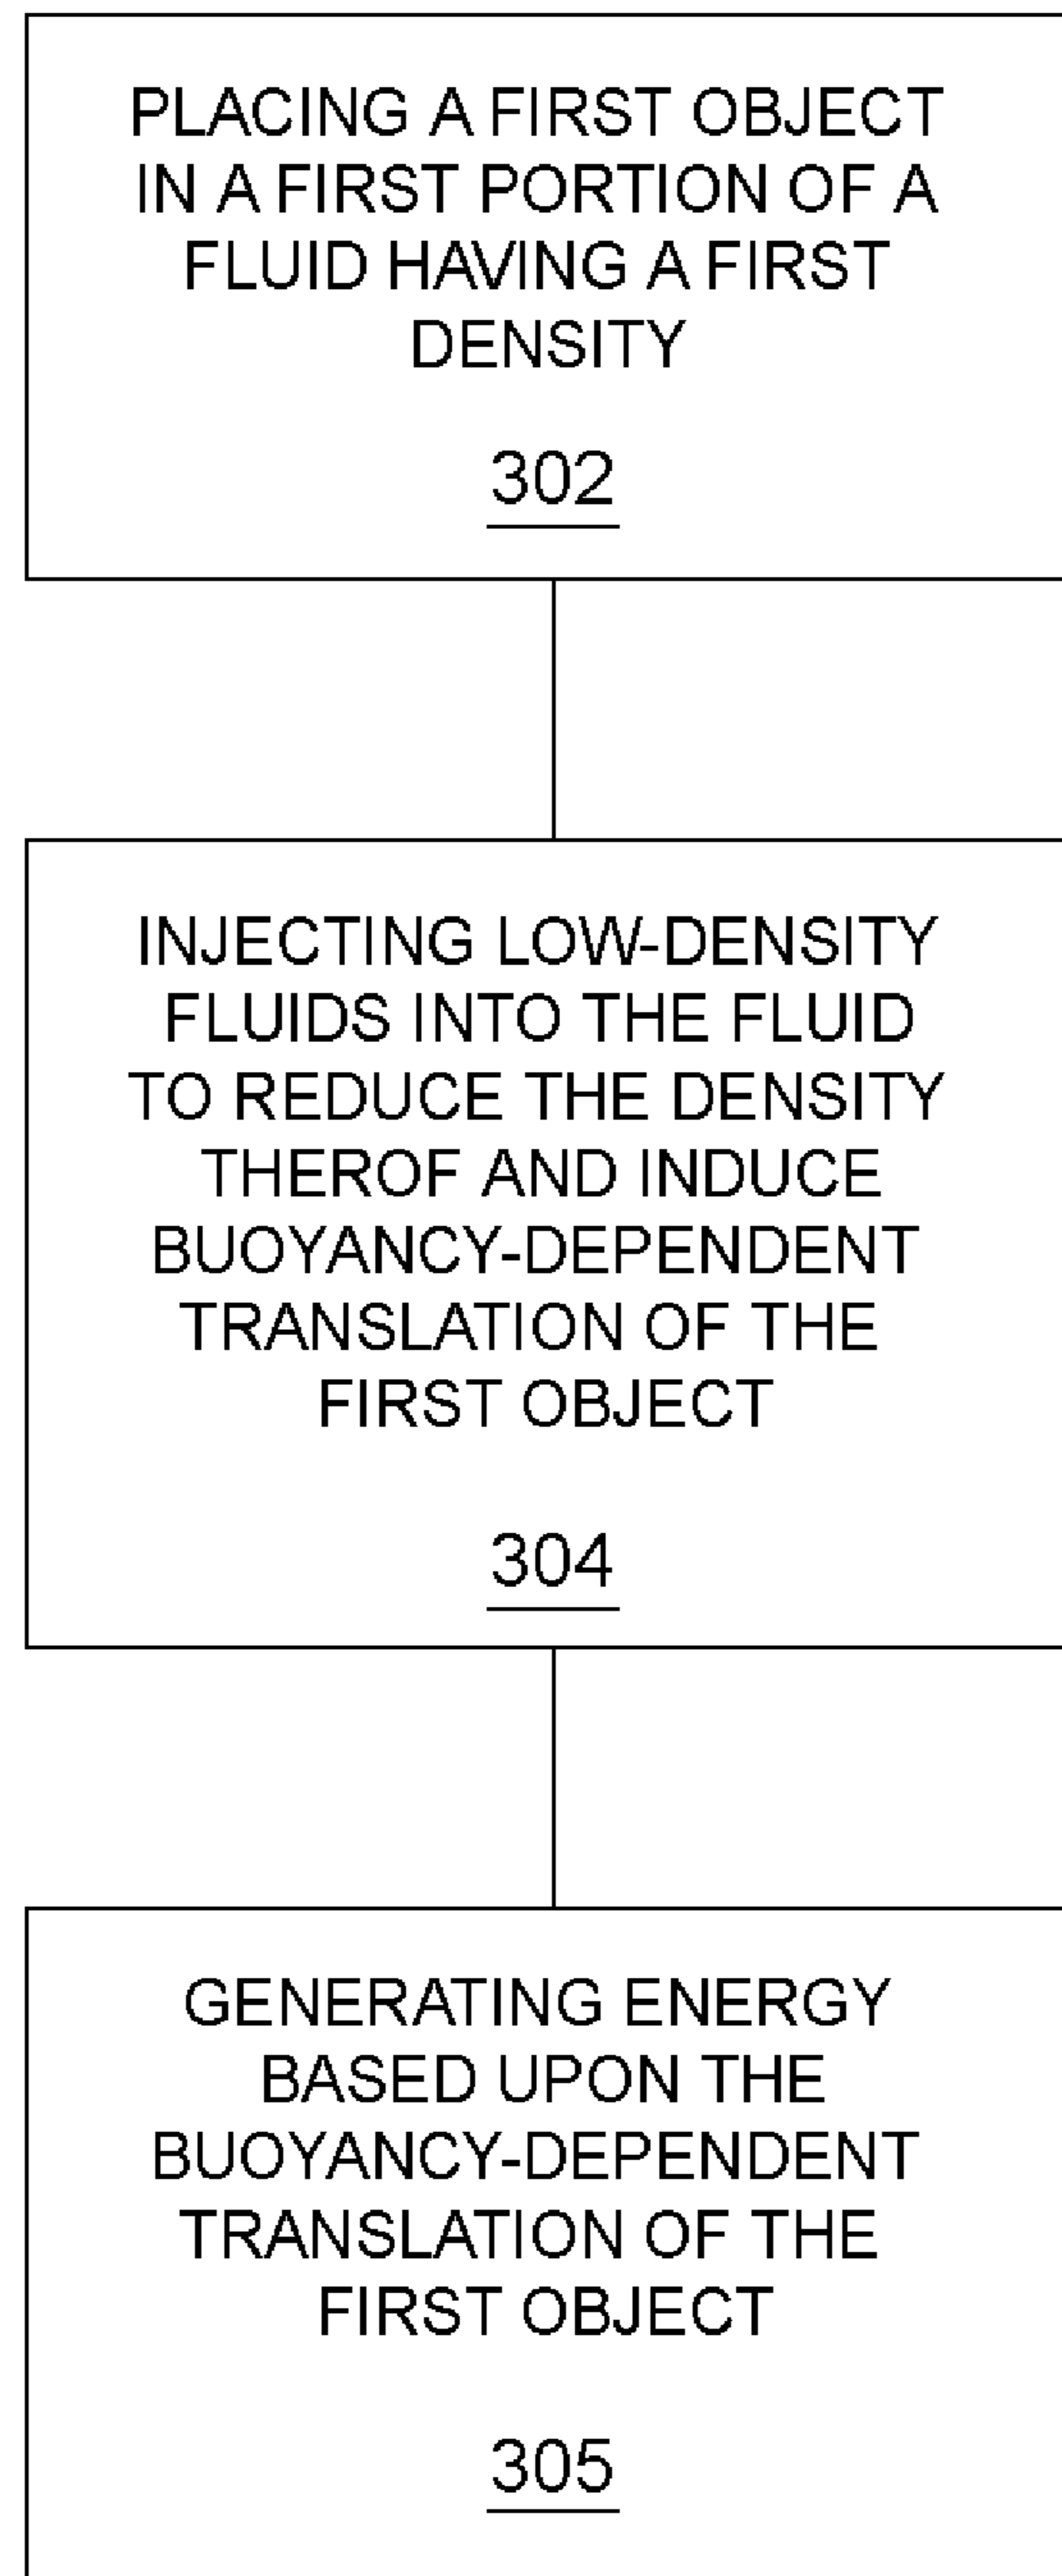 PLACING A FIRST OBJECT
IN A FIRST PORTION OF A
FLUID HAVING A FIRST
DENSITY
302
INJECTING LOW-DENSITY
FLUIDS INTO THE FLUID
TO REDUCE THE DENSITY
THEROF AND INDUCE
BUOYANCY-DEPENDENT
TRANSLATION OF THE
FIRST OBJECT
304
GENERATING ENERGY
BASED UPON THE
BUOYANCY-DEPENDENT
TRANSLATION OF THE
FIRST OBJECT
305